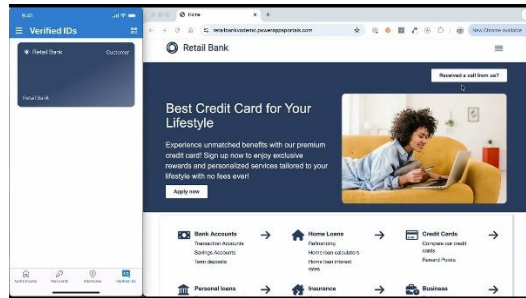 9:41
Verified IDs
Retail Bank
Customer
Retail Bank
Authenticator
Passwords
Addresses
Verified IDs
Home
retailbankvsdemo.powerappsportals.com
New Chrome available
Retail Bank
Received a call from us?
Best Credit Card for Your
Lifestyle
Experience unmatched benefits with our premium
credit card! Sign up now to enjoy exclusive
rewards and personalized services tailored to your
lifestyle with no fees ever!
Apply now
Bank Accounts
Transaction Accounts
Savings Accounts
Term deposits
Home Loans
Refinancing
Home loan calculators
Home loan interest
rates
Credit Cards
Compare our credit
cards
Reward Points
Personal loans
Insurance
Business